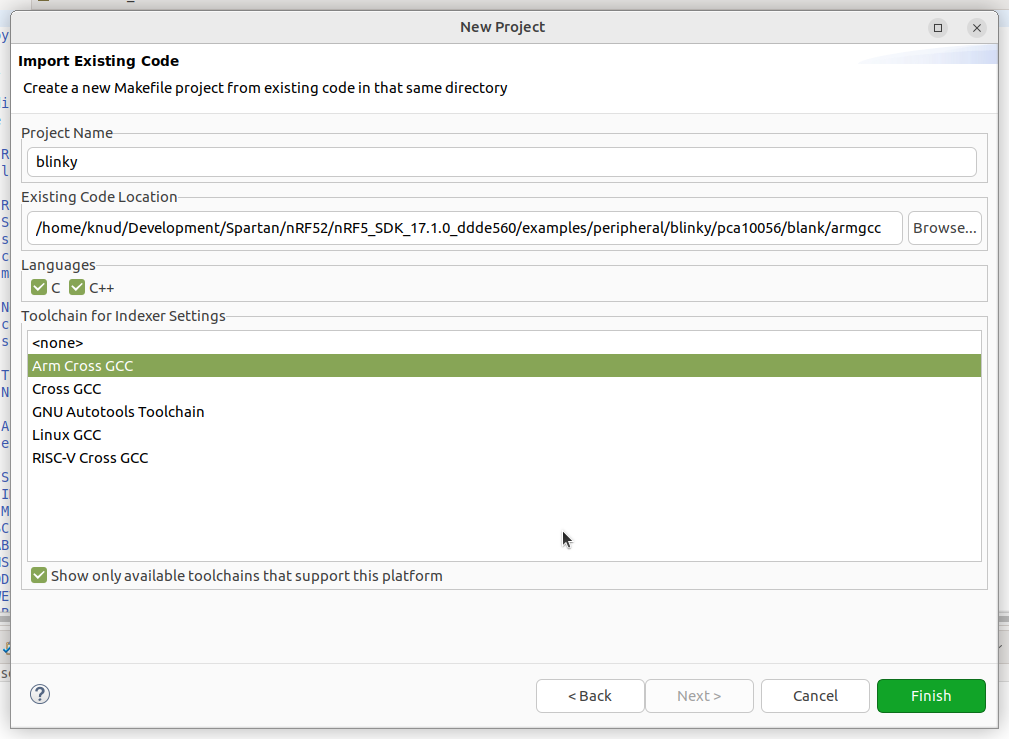 New Project
Import Existing Code
Create a new Makefile project from existing code in that same directory
Project Name
blinky
Existing Code Location
/home/knud/Development/Spartan/nRF52/nRF5_SDK_17.1.0_ddde560/examples/peripheral/blinky/pca10056/blank/armgcc
Browse...
Languages
C C++
Toolchain for Indexer Settings
<none>
Arm Cross GCC
Cross GCC
GNU Autotools Toolchain
Linux GCC
RISC-V Cross GCC
Show only available toolchains that support this platform
< Back Next > Cancel Finish